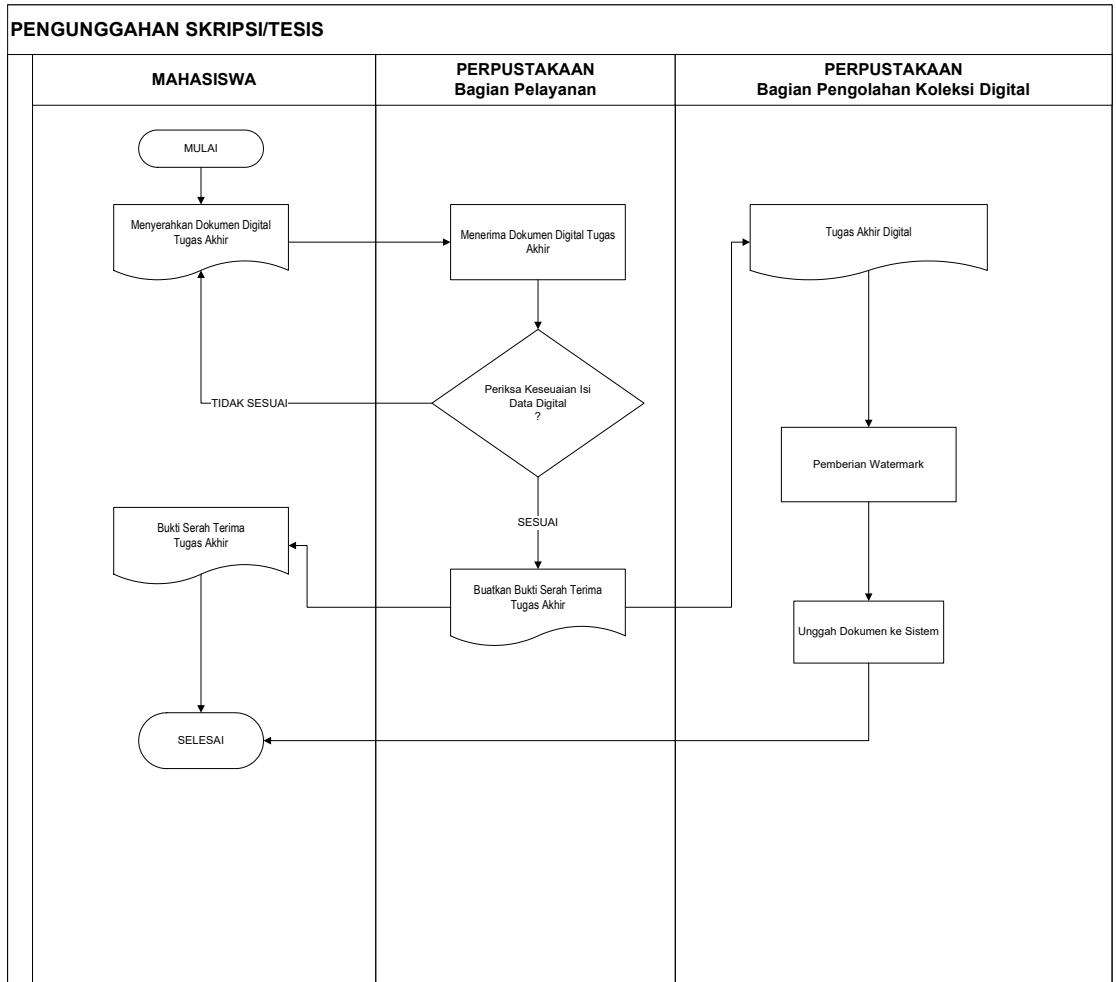 PENGUNGGAHAN SKRIPSI/TESIS
MAHASISWA
PERPUSTAKAAN
Bagian Pelayanan
PERPUSTAKAAN
Bagian Pengolahan Koleksi Digital
MULAI
Menyerahkan Dokumen Digital
Tugas Akhir
Menerima Dokumen Digital Tugas
Akhir
Tugas Akhir Digital
Periksa Keseuaian Isi
Data Digital
?
TIDAK SESUAI
Pemberian Watermark
SESUAI
Bukti Serah Terima
Tugas Akhir
Buatkan Bukti Serah Terima
Tugas Akhir
Unggah Dokumen ke Sistem
SELESAI